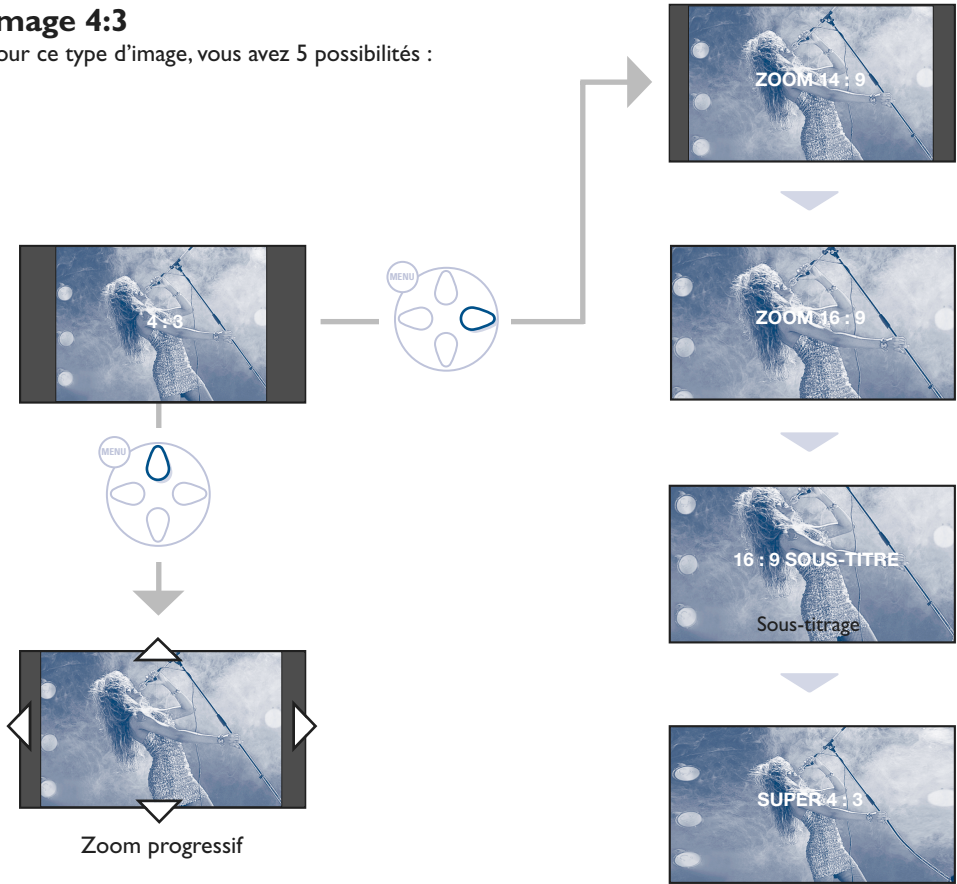 mage 4:3
our ce type d’image, vous avez 5 possibilités :
ZOOM 14 : 9
4 : 3
MENU
ZOOM 16 : 9
MENU
16 : 9 SOUS-TITRE
Sous-titrage
SUPER 4 : 3
Zoom progressif